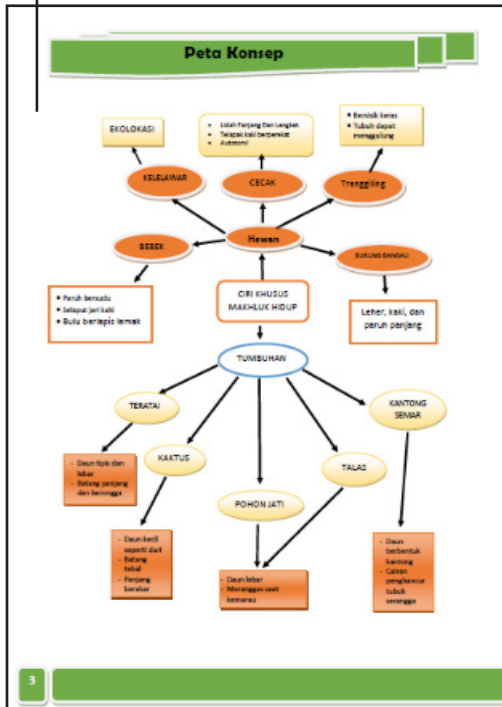 Peta Konsep
EKOLOKASI
• Lidah Panjang Dan Lengket
• Telapak kaki berperekat
• Autotomi
• Bersisik keras
• Tubuh dapat
menggulung
KELELAWAR
CECAK
Trenggiling
BEBEK
Hewan
BURUNG BANGAU
• Paruh bersudu
• Selaput jari kaki
• Bulu berlapis lemak
CIRI KHUSUS
MAKHLUK HIDUP
Leher, kaki, dan
paruh panjang
TUMBUHAN
TERATAI
KAKTUS
POHON JATI
TALAS
KANTONG
SEMAR
- Daun tipis dan
lebar
- Batang panjang
dan berongga
- Daun kecil
seperti duri
- Batang
tebal
- Panjang
- Daun lebar
- Meranggas saat
kemarau
- Daun
berbentuk
kantong
- Cairan
penghancur
tubuh
serangga
3